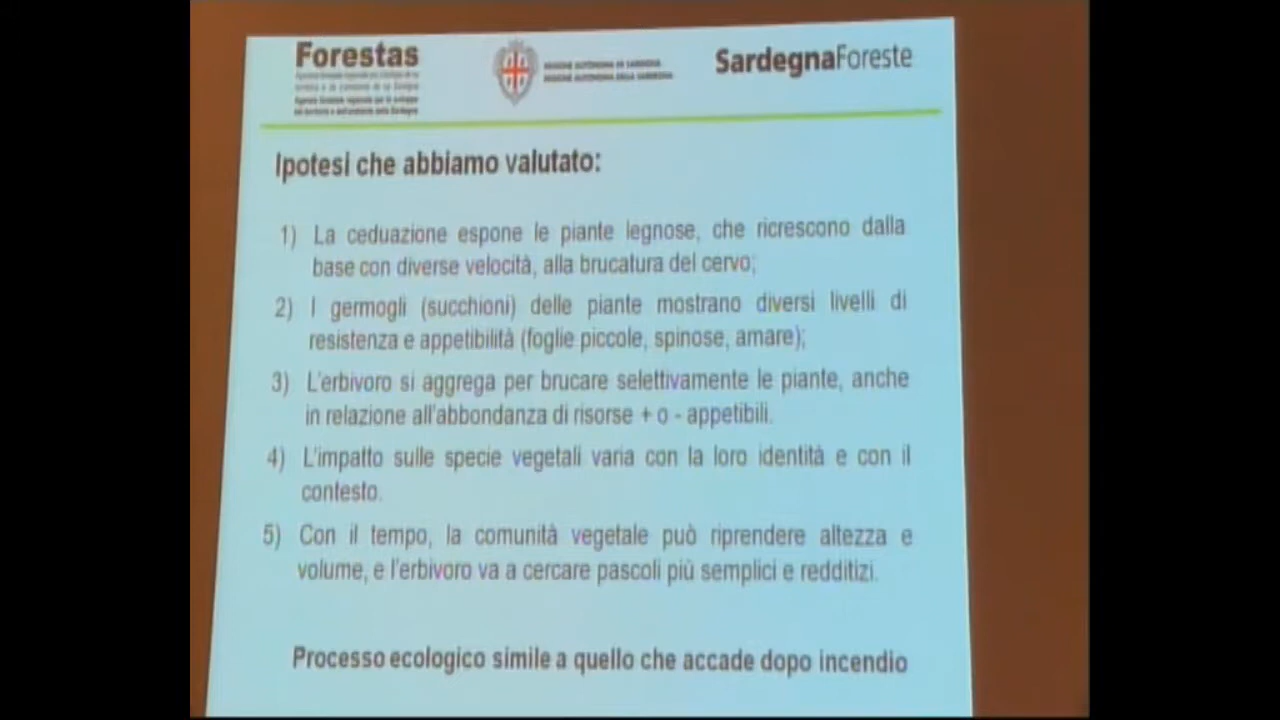 Forestas
SardegnaForeste
Ipotesi che abbiamo valutato:
1) La ceduazione espone le piante legnose, che ricrescono dalla
base con diverse velocità, alla brucatura del cervo;
2) I germogli (succhioni) delle piante mostrano diversi livelli di
resistenza e appetibilità (foglie piccole, spinose, amare);
3) L'erbivoro si aggrega per brucare selettivamente le piante, anche
in relazione all'abbondanza di risorse + o - appetibili.
4) L'impatto sulle specie vegetali varia con la loro identità e con il
contesto.
5) Con il tempo, la comunità vegetale può riprendere altezza e
volume, e l'erbivoro va a cercare pascoli più semplici e redditizi.
Processo ecologico simile a quello che accade dopo incendio